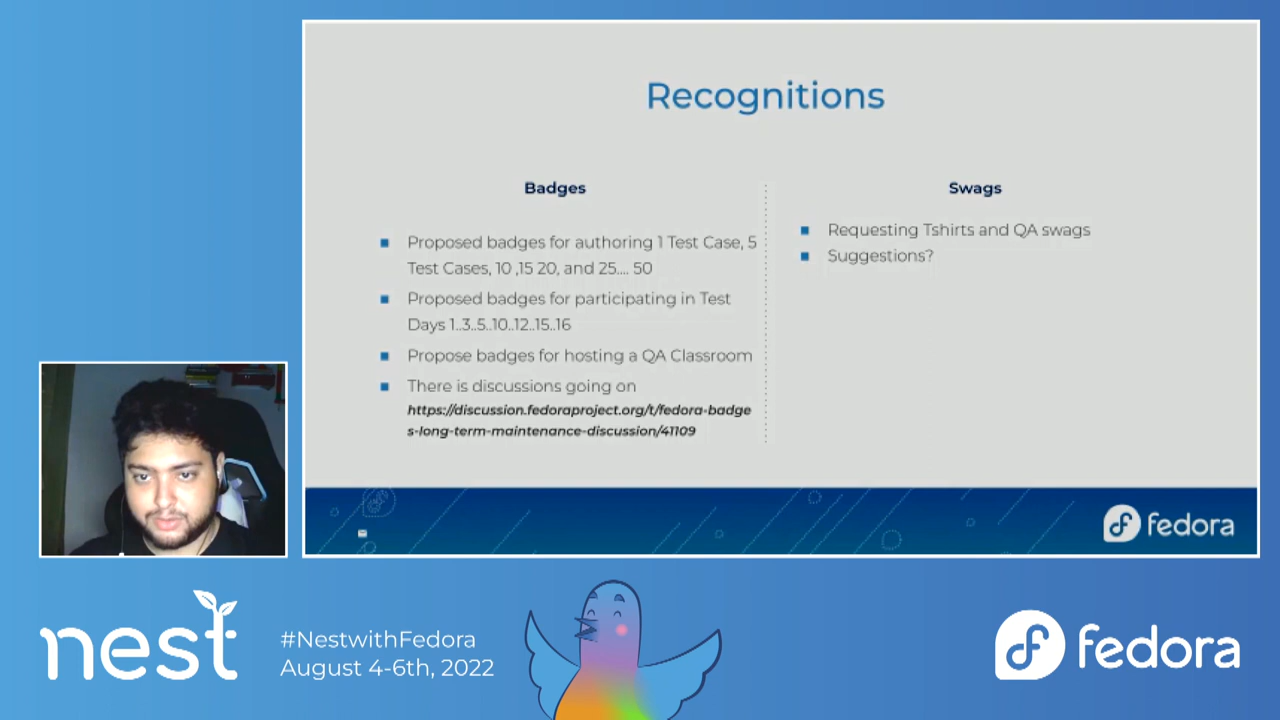 Recognitions
Badges
Proposed badges for authoring 1 Test Case, 5
Test Cases, 10 ,15 20, and 25.... 50
Proposed badges for participating in Test
Days 1..3..5..10..12..15..16
Propose badges for hosting a QA Classroom
There is discussions going on
https://discussion.fedoraproject.org/t/fedora-badge
s-long-term-maintenance-discussion/41109
Swags
Requesting Tshirts and QA swags
Suggestions?
fedora
nest
#NestwithFedora
August 4-6th, 2022
fedora